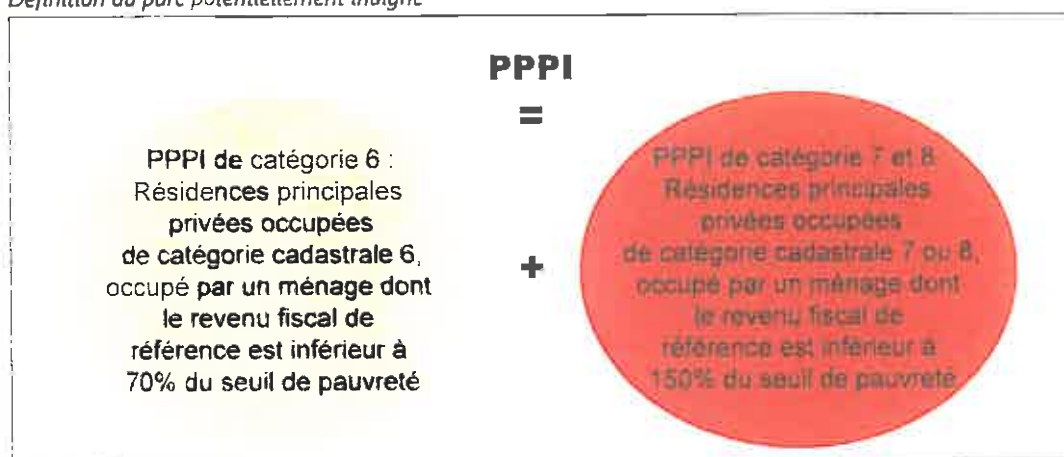 Définition du parc potentiellement indigne
PPPI
=
PPPI de catégorie 6 :
Résidences principales
privées occupées
de catégorie cadastrale 6,
occupé par un ménage dont
le revenu fiscal de
référence est inférieur à
70% du seuil de pauvreté
+
PPPI de catégorie 7 et 8
Résidences principales
privées occupées
de catégorie cadastrale 7 ou 8,
occupé par un ménage dont
le revenu fiscal de
référence est inférieur à
150% du seuil de pauvreté